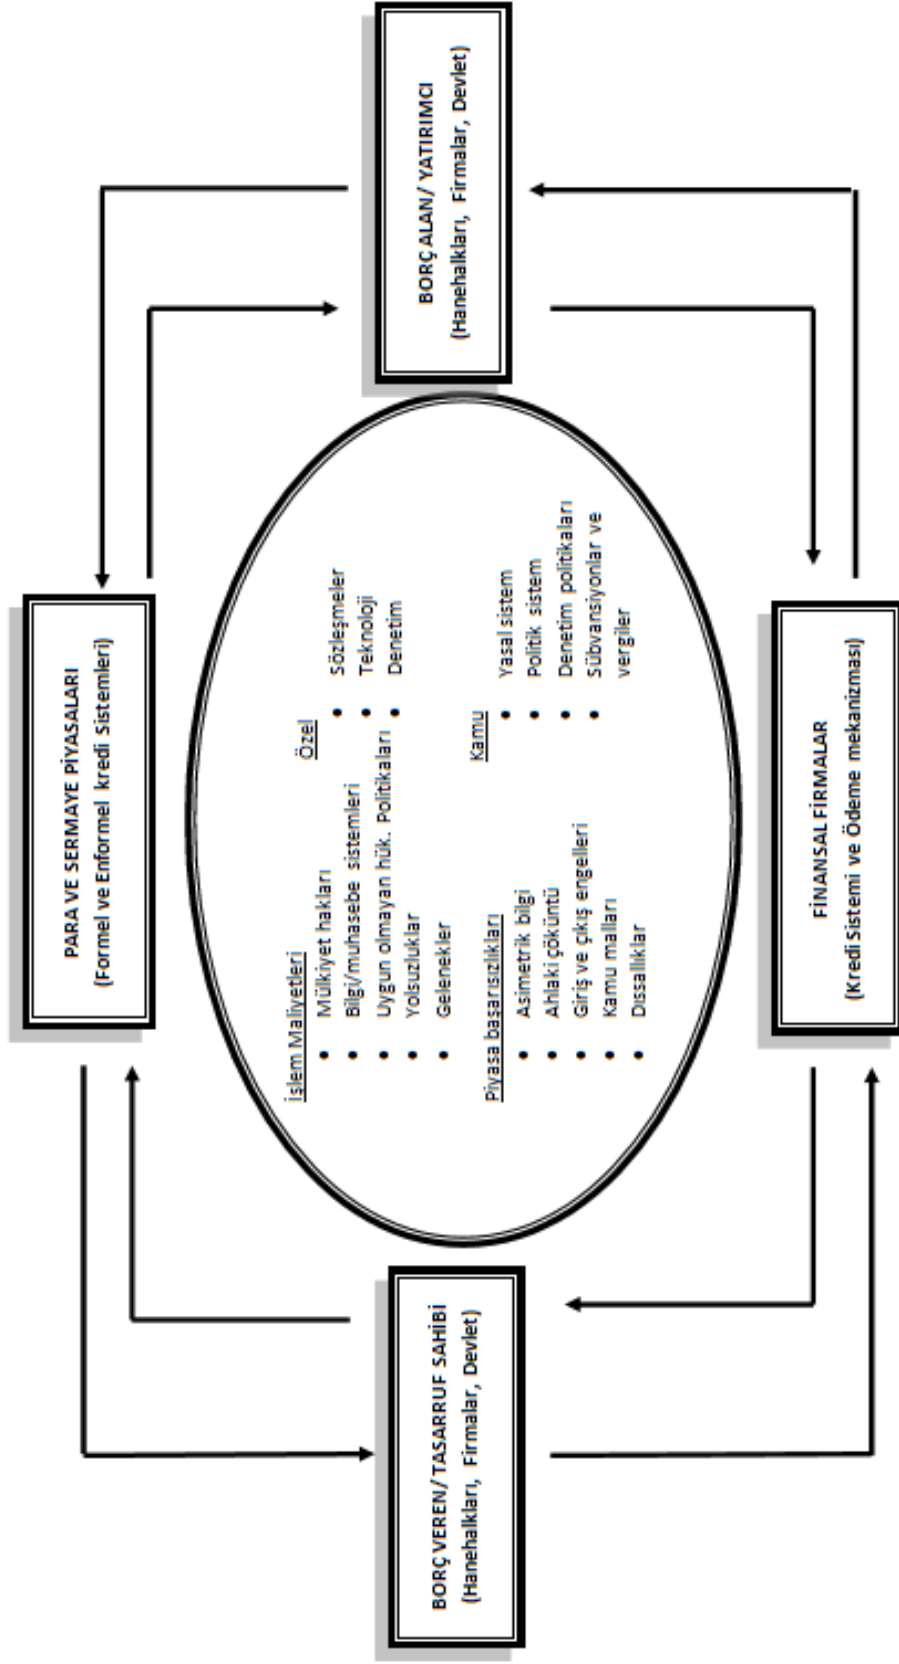 PARA VE SERMAYE PİYASALARI
(Formel ve Enformel kredi sistemleri)
BORÇ VEREN/ TASARRUF SAHİBİ
(Hanehalkları, Firmalar, Devlet)
İşlem Maliyetleri
• Mülkiyet hakları
• Bilgi/muhasebe sistemleri
• Uygun olmayan hük. Politikaları
• Yolsuzluklar
• Gelenekler
Özel
• Sözleşmeler
• Teknoloji
• Denetim
Piyasa başarısızlıkları
• Asimetrik bilgi
• Ahlaki çöküntü
• Giriş ve çıkış engelleri
• Kamu malları
• Dışsallıklar
Kamu
• Yasal sistem
• Politik sistem
• Denetim politikaları
• Sübvansiyonlar ve
vergiler
BORÇ ALAN/ YATIRIMCI
(Hanehalkları, Firmalar, Devlet)
FİNANSAL FİRMALAR
(Kredi Sistemi ve Ödeme mekanizması)